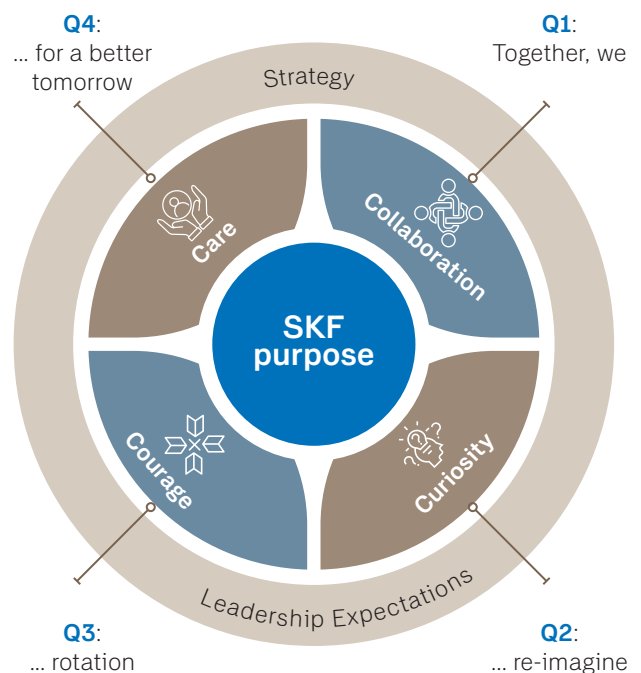 Q4:
... for a better
tomorrow
Q1:
Together, we
Strategy
Care
Collaboration
SKF
purpose
Courage
Curiosity
Leadership Expectations
Q3:
... rotation
Q2:
... re-imagine